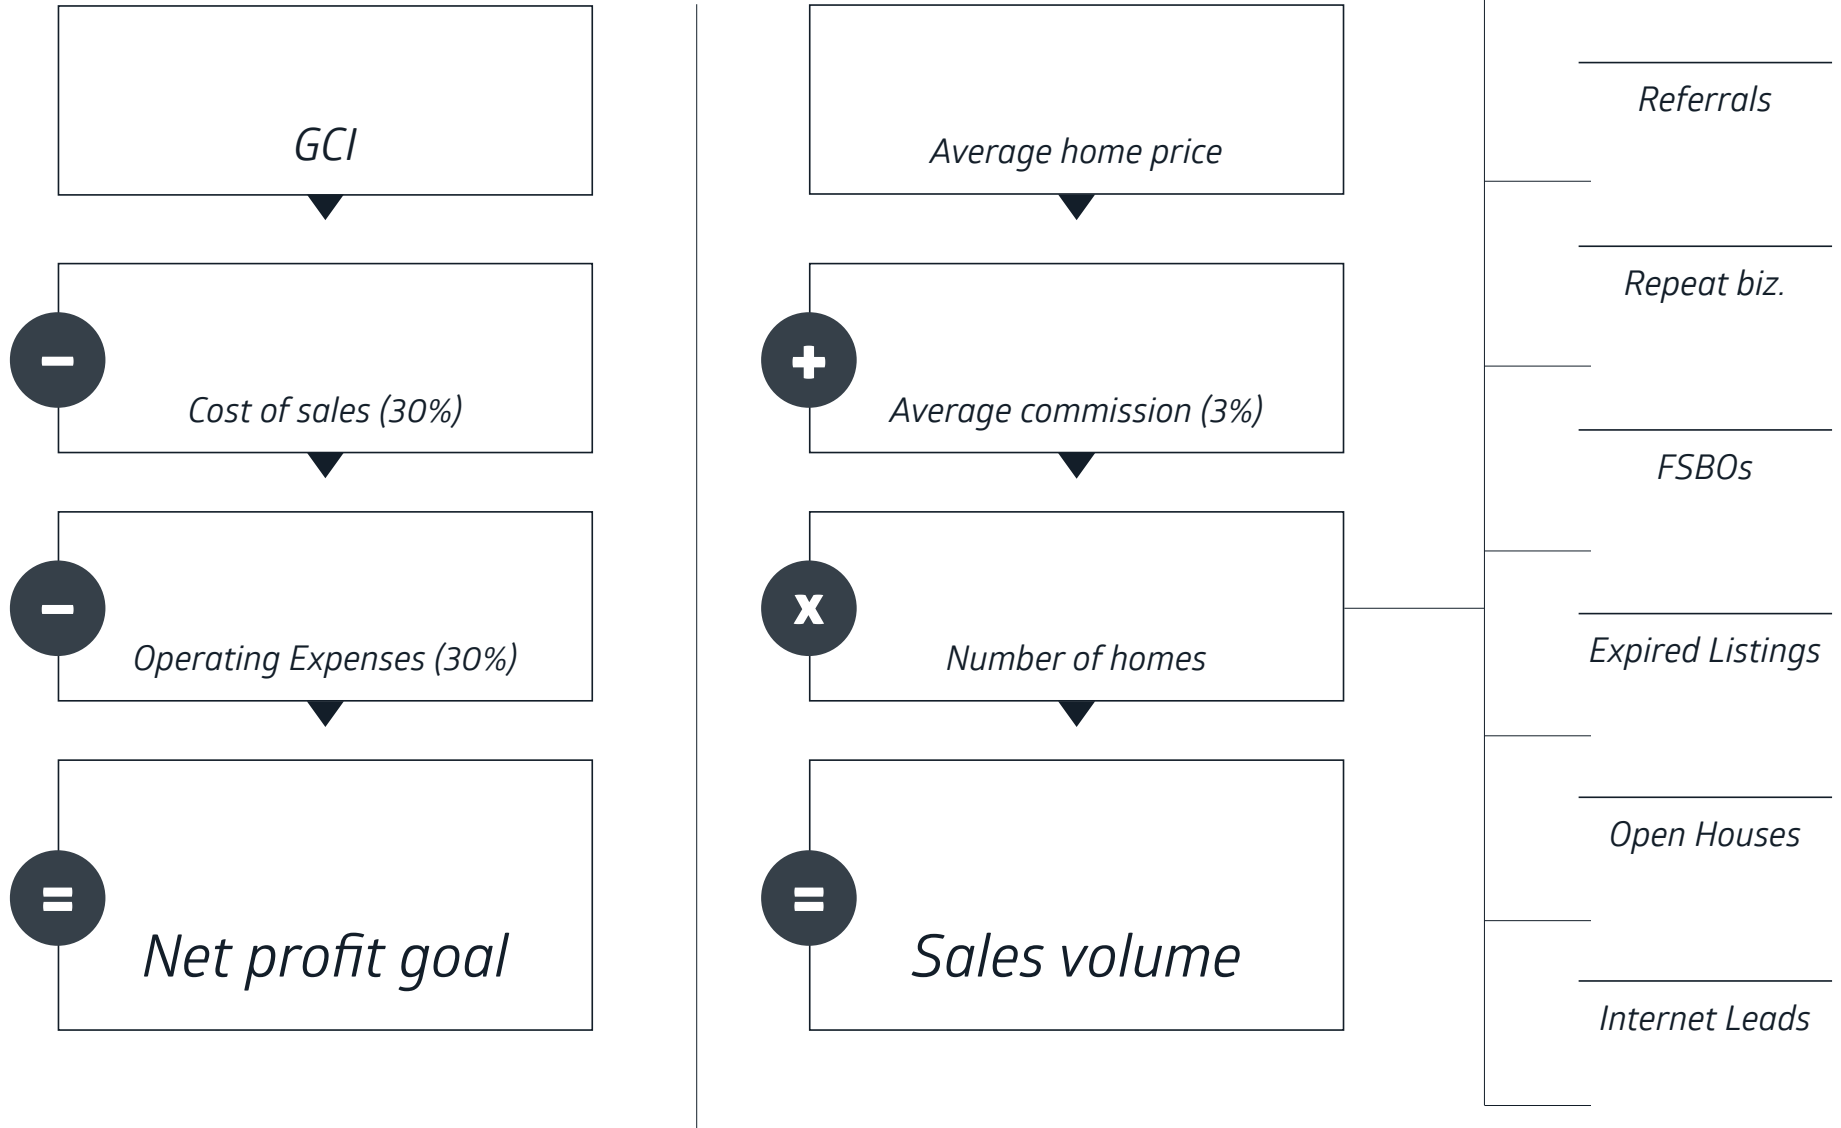 GCI
−
Cost of sales (30%)
−
Operating Expenses (30%)
=
Net profit goal
Average home price
+
Average commission (3%)
x
Number of homes
=
Sales volume
Referrals
Repeat biz.
FSBOs
Expired Listings
Open Houses
Internet Leads